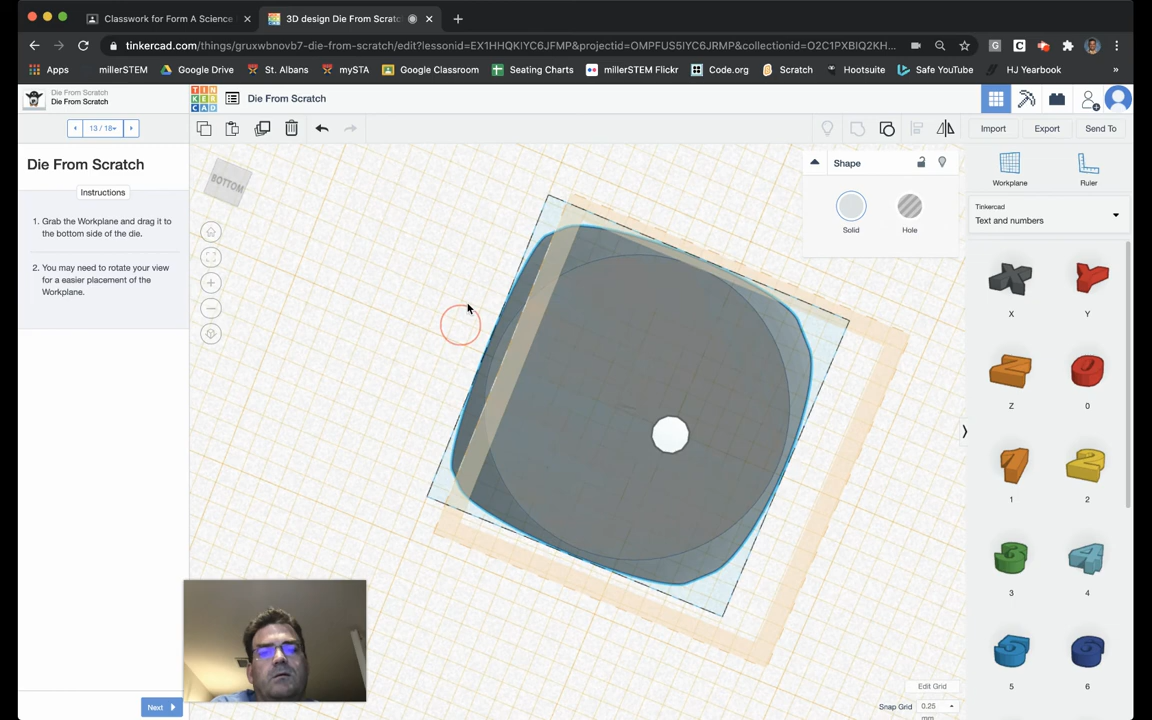 Classwork for Form A Science
3D design Die From Scratc
tinkercad.com/things/gruxwbnovb7-die-from-scratch/edit?lessonid=EX1HHQKIYC6JFMP&projectid=OMPFUS5IYC6JRMP&collectionid=O2C1PXBIQ2KH...
Apps
millerSTEM
Google Drive
St. Albans
mySTA
Google Classroom
Seating Charts
millerSTEM Flickr
Code.org
Scratch
Hootsuite
Safe YouTube
HJ Yearbook
»
Die From Scratch
Die From Scratch
TIN
KER
CAD
Die From Scratch
13 / 18
Import
Export
Send To
Die From Scratch
Instructions
1. Grab the Workplane and drag it to
the bottom side of the die.
2. You may need to rotate your view
for a easier placement of the
Workplane.
BOTTOM
Shape
Solid
Hole
Workplane
Ruler
Tinkercad
Text and numbers
X
Y
Z
0
1
2
3
4
5
6
Edit Grid
Snap Grid 0.25
mm
Next